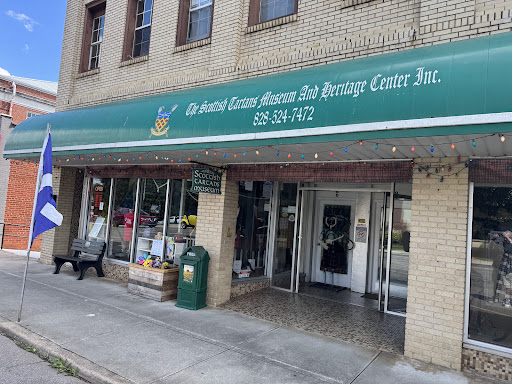 The Scottish Tartans Museum And Heritage Center Inc.
828-524-7472
Scottish
Tartans
Museum